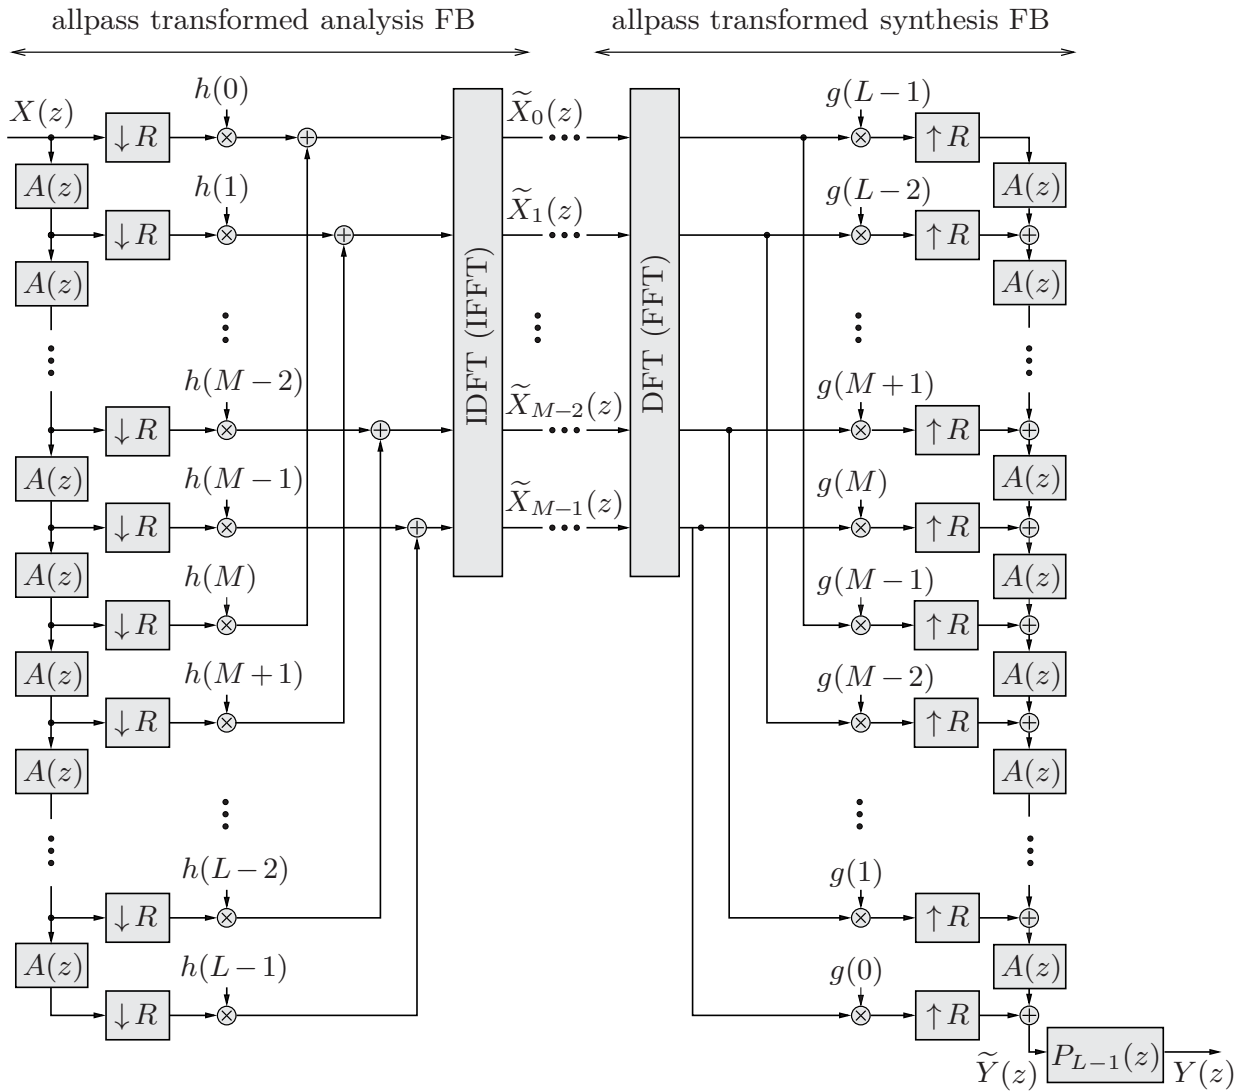 allpass transformed analysis FB allpass transformed synthesis FB
h(0) X̃₀(z) g(L−1)
X(z) ↓R ↑R
A(z) h(1) X̃₁(z) g(L−2) A(z)
↓R ↑R
A(z) A(z)
IDFT (IFFT) DFT (FFT)
h(M−2) X̃_{M−2}(z) g(M+1)
↓R ↑R
A(z) h(M−1) X̃_{M−1}(z) g(M) A(z)
↓R ↑R
A(z) h(M) g(M−1) A(z)
↓R ↑R
A(z) h(M+1) g(M−2) A(z)
↓R ↑R
A(z) A(z)
h(L−2) g(1)
↓R ↑R
A(z) h(L−1) g(0) A(z)
↓R ↑R
Ỹ(z) P_{L−1}(z) Y(z)